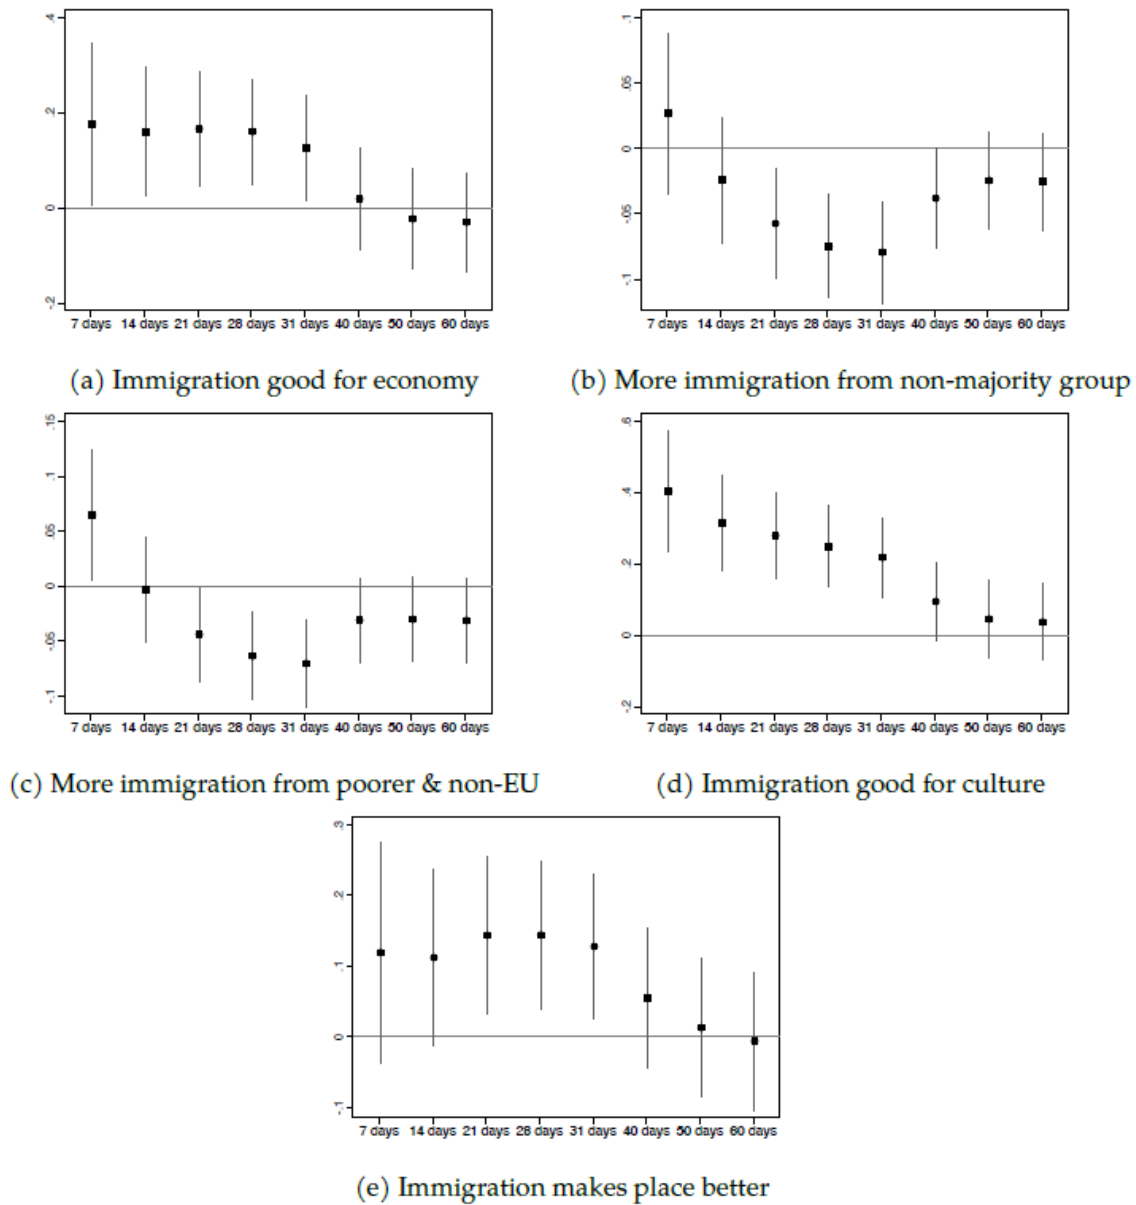 .4
.2
0
-.2
7 days 14 days 21 days 28 days 31 days 40 days 50 days 60 days
(a) Immigration good for economy
.1
.05
0
-.05
-.1
7 days 14 days 21 days 28 days 31 days 40 days 50 days 60 days
(b) More immigration from non-majority group
.15
.1
.05
0
-.05
-.1
7 days 14 days 21 days 28 days 31 days 40 days 50 days 60 days
(c) More immigration from poorer & non-EU
.6
.4
.2
0
-.2
7 days 14 days 21 days 28 days 31 days 40 days 50 days 60 days
(d) Immigration good for culture
.3
.2
.1
0
-.1
7 days 14 days 21 days 28 days 31 days 40 days 50 days 60 days
(e) Immigration makes place better